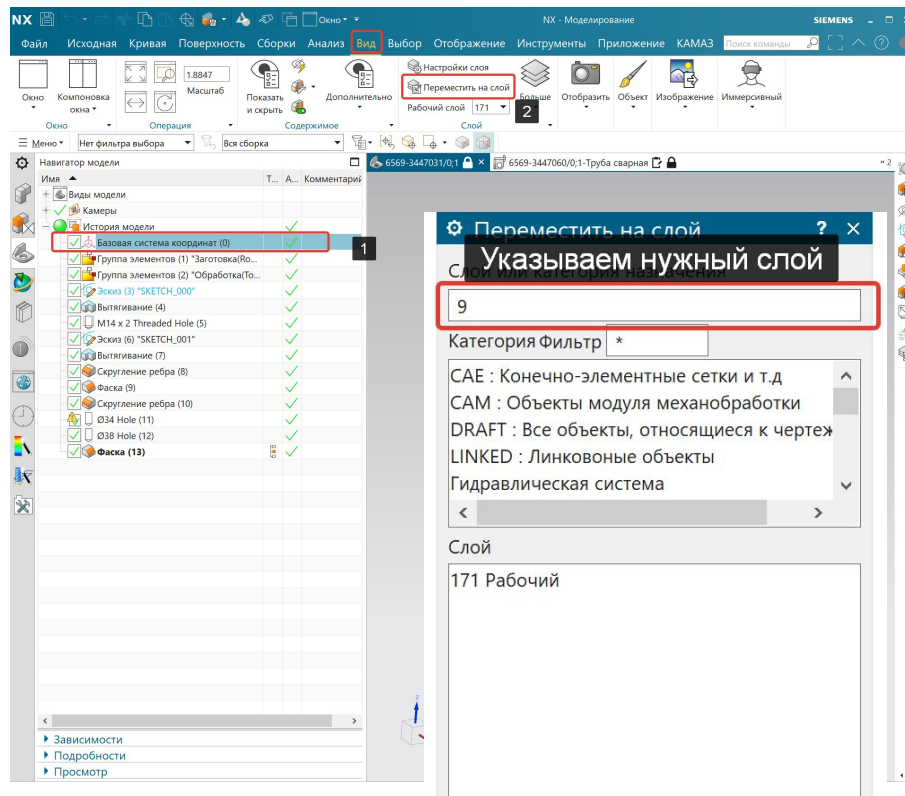 NX Окно NX - Моделирование SIEMENS
Файл Исходная Кривая Поверхность Сборки Анализ Вид Выбор Отображение Инструменты Приложение КАМАЗ Поиск команды
Окно
Компоновка окна
1.8847
Масштаб
Показать и скрыть
Дополнительно
Настройки слоя
Переместить на слой
Рабочий слой 171
2
Больше
Отобразить
Объект
Изображение
Иммерсивный
Окно Операция Содержимое Слой
Меню Нет фильтра выбора Вся сборка
Навигатор модели
6569-3447031/0;1 6569-3447060/0;1-Труба сварная
2
Имя Т... А... Комментарий
Виды модели
Камеры
История модели
Базовая система координат (0)
1
Группа элементов (1) "Заготовка(Ro...
Группа элементов (2) "Обработка(To...
Эскиз (3) "SKETCH_000"
Вытягивание (4)
M14 x 2 Threaded Hole (5)
Эскиз (6) "SKETCH_001"
Вытягивание (7)
Скругление ребра (8)
Фаска (9)
Скругление ребра (10)
Ø34 Hole (11)
Ø38 Hole (12)
Фаска (13)
Зависимости
Подробности
Просмотр
Переместить на слой ? ×
Слой или категория назначения
Указываем нужный слой
9
Категория Фильтр *
CAE : Конечно-элементные сетки и т.д
CAM : Объекты модуля механобработки
DRAFT : Все объекты, относящиеся к чертеж
LINKED : Линковоные объекты
Гидравлическая система
Слой
171 Рабочий